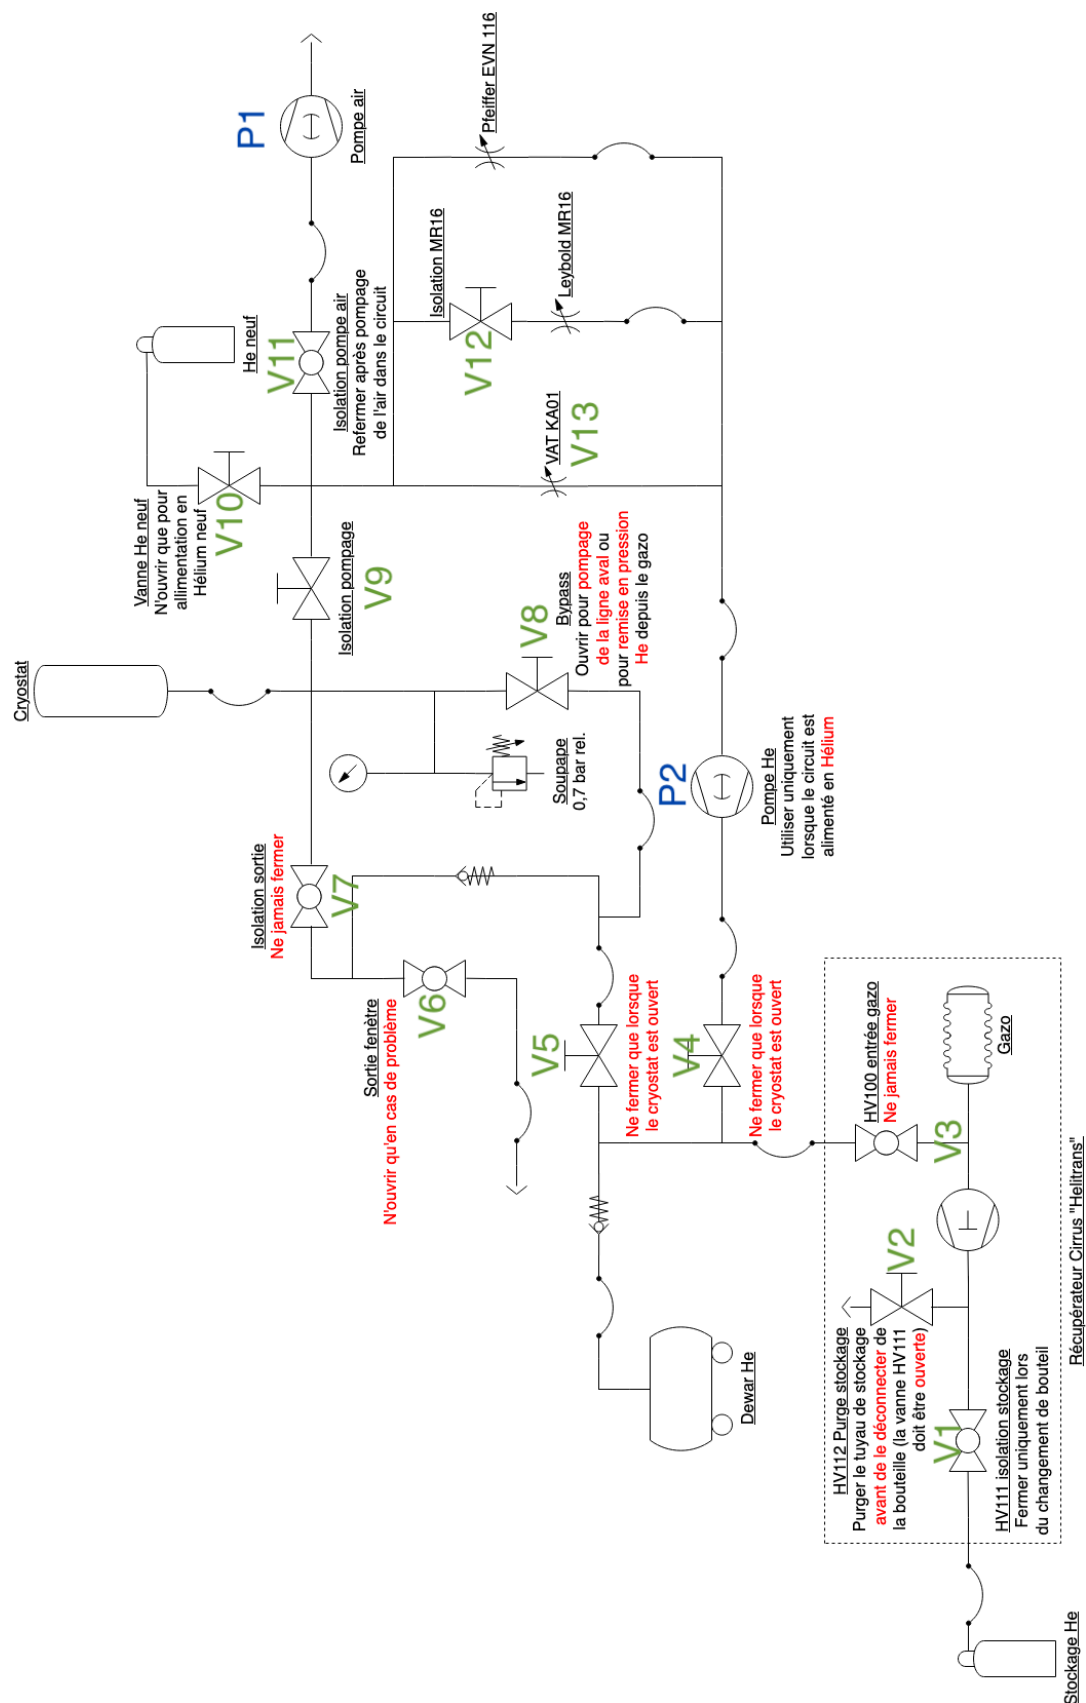 Stockage He
HV112 Purge stockage
Purger le tuyau de stockage
avant de le déconnecter de
la bouteille (la vanne HV111
doit être ouverte)
V2
HV111 isolation stockage
Fermer uniquement lors
du changement de bouteil
V1
Récupérateur Cirrus "Helitrans"
HV100 entrée gazo
Ne jamais fermer
V3
Gazo
Dewar He
Sortie fenêtre
N'ouvrir qu'en cas de problème
V6
Isolation sortie
Ne jamais fermer
V7
V5
Ne fermer que lorsque
le cryostat est ouvert
V4
Ne fermer que lorsque
le cryostat est ouvert
Soupape
0,7 bar rel.
P2
Pompe He
Utiliser uniquement
lorsque le circuit est
alimenté en Hélium
Cryostat
V8
Bypass
Ouvrir pour pompage
de la ligne aval ou
pour remise en pression
He depuis le gazo
Isolation pompage
V9
Vanne He neuf
N'ouvrir que pour
allimentation en
Hélium neuf
V10
He neuf
V11
Isolation pompe air
Refermer après pompage
de l'air dans le circuit
P1
Pompe air
VAT KA01
V13
Isolation MR16
V12
Leybold MR16
Pfeiffer EVN 116